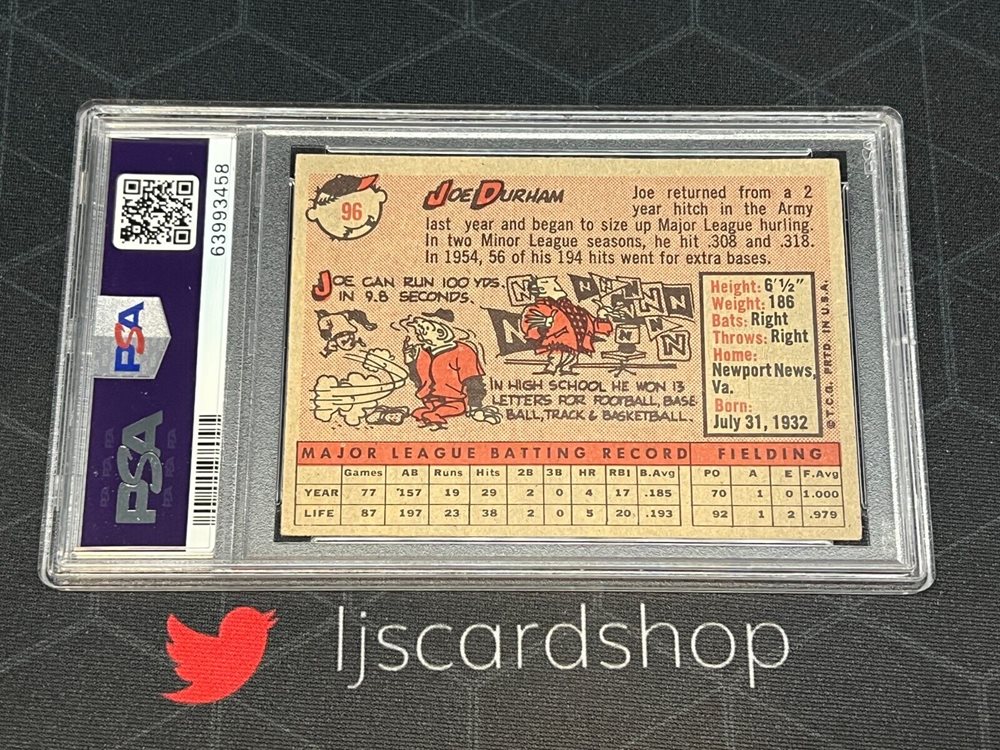 63993458
PSA
PSA
96
JOE DURHAM
Joe returned from a 2
year hitch in the Army
last year and began to size up Major League hurling.
In two Minor League seasons, he hit .308 and .318.
In 1954, 56 of his 194 hits went for extra bases.
JOE CAN RUN 100 YDS.
IN 9.8 SECONDS.
N N N N N N N N
IN HIGH SCHOOL HE WON 13
LETTERS FOR FOOTBALL, BASE-
BALL, TRACK & BASKETBALL.
Height: 6'½"
Weight: 186
Bats: Right
Throws: Right
Home:
Newport News,
Va.
Born:
July 31, 1932
© T.C.G. PRTD. IN U.S.A.
MAJOR LEAGUE BATTING RECORD FIELDING
Games AB Runs Hits 2B 3B HR RBI B.Avg PO A E F.Avg
YEAR 77 157 19 29 2 0 4 17 .185 70 1 0 1.000
LIFE 87 197 23 38 2 0 5 20 .193 92 1 2 .979
ljscardshop